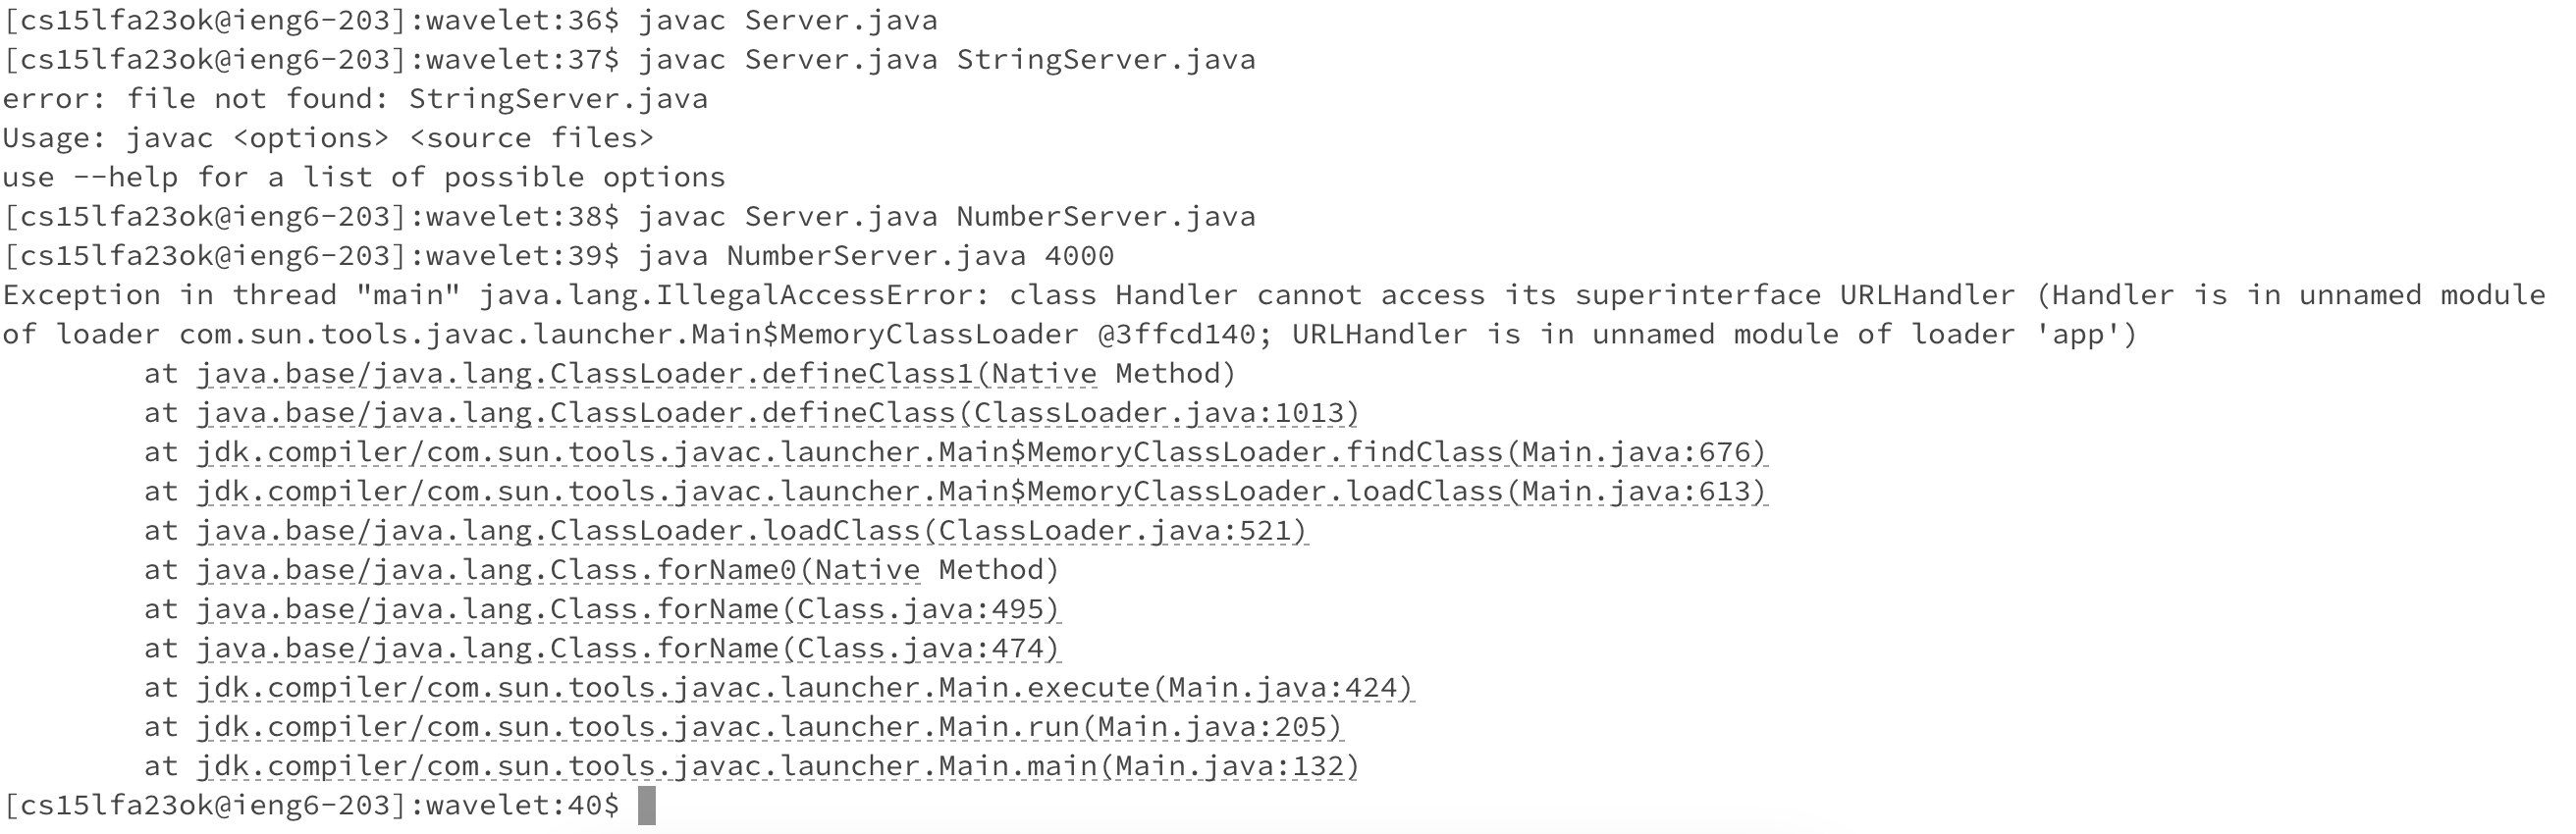 [cs15lfa23ok@ieng6-203]:wavelet:36$ javac Server.java
[cs15lfa23ok@ieng6-203]:wavelet:37$ javac Server.java StringServer.java
error: file not found: StringServer.java
Usage: javac <options> <source files>
use --help for a list of possible options
[cs15lfa23ok@ieng6-203]:wavelet:38$ javac Server.java NumberServer.java
[cs15lfa23ok@ieng6-203]:wavelet:39$ java NumberServer.java 4000
Exception in thread "main" java.lang.IllegalAccessError: class Handler cannot access its superinterface URLHandler (Handler is in unnamed module
of loader com.sun.tools.javac.launcher.Main$MemoryClassLoader @3ffcd140; URLHandler is in unnamed module of loader 'app')
        at java.base/java.lang.ClassLoader.defineClass1(Native Method)
        at java.base/java.lang.ClassLoader.defineClass(ClassLoader.java:1013)
        at jdk.compiler/com.sun.tools.javac.launcher.Main$MemoryClassLoader.findClass(Main.java:676)
        at jdk.compiler/com.sun.tools.javac.launcher.Main$MemoryClassLoader.loadClass(Main.java:613)
        at java.base/java.lang.ClassLoader.loadClass(ClassLoader.java:521)
        at java.base/java.lang.Class.forName0(Native Method)
        at java.base/java.lang.Class.forName(Class.java:495)
        at java.base/java.lang.Class.forName(Class.java:474)
        at jdk.compiler/com.sun.tools.javac.launcher.Main.execute(Main.java:424)
        at jdk.compiler/com.sun.tools.javac.launcher.Main.run(Main.java:205)
        at jdk.compiler/com.sun.tools.javac.launcher.Main.main(Main.java:132)
[cs15lfa23ok@ieng6-203]:wavelet:40$